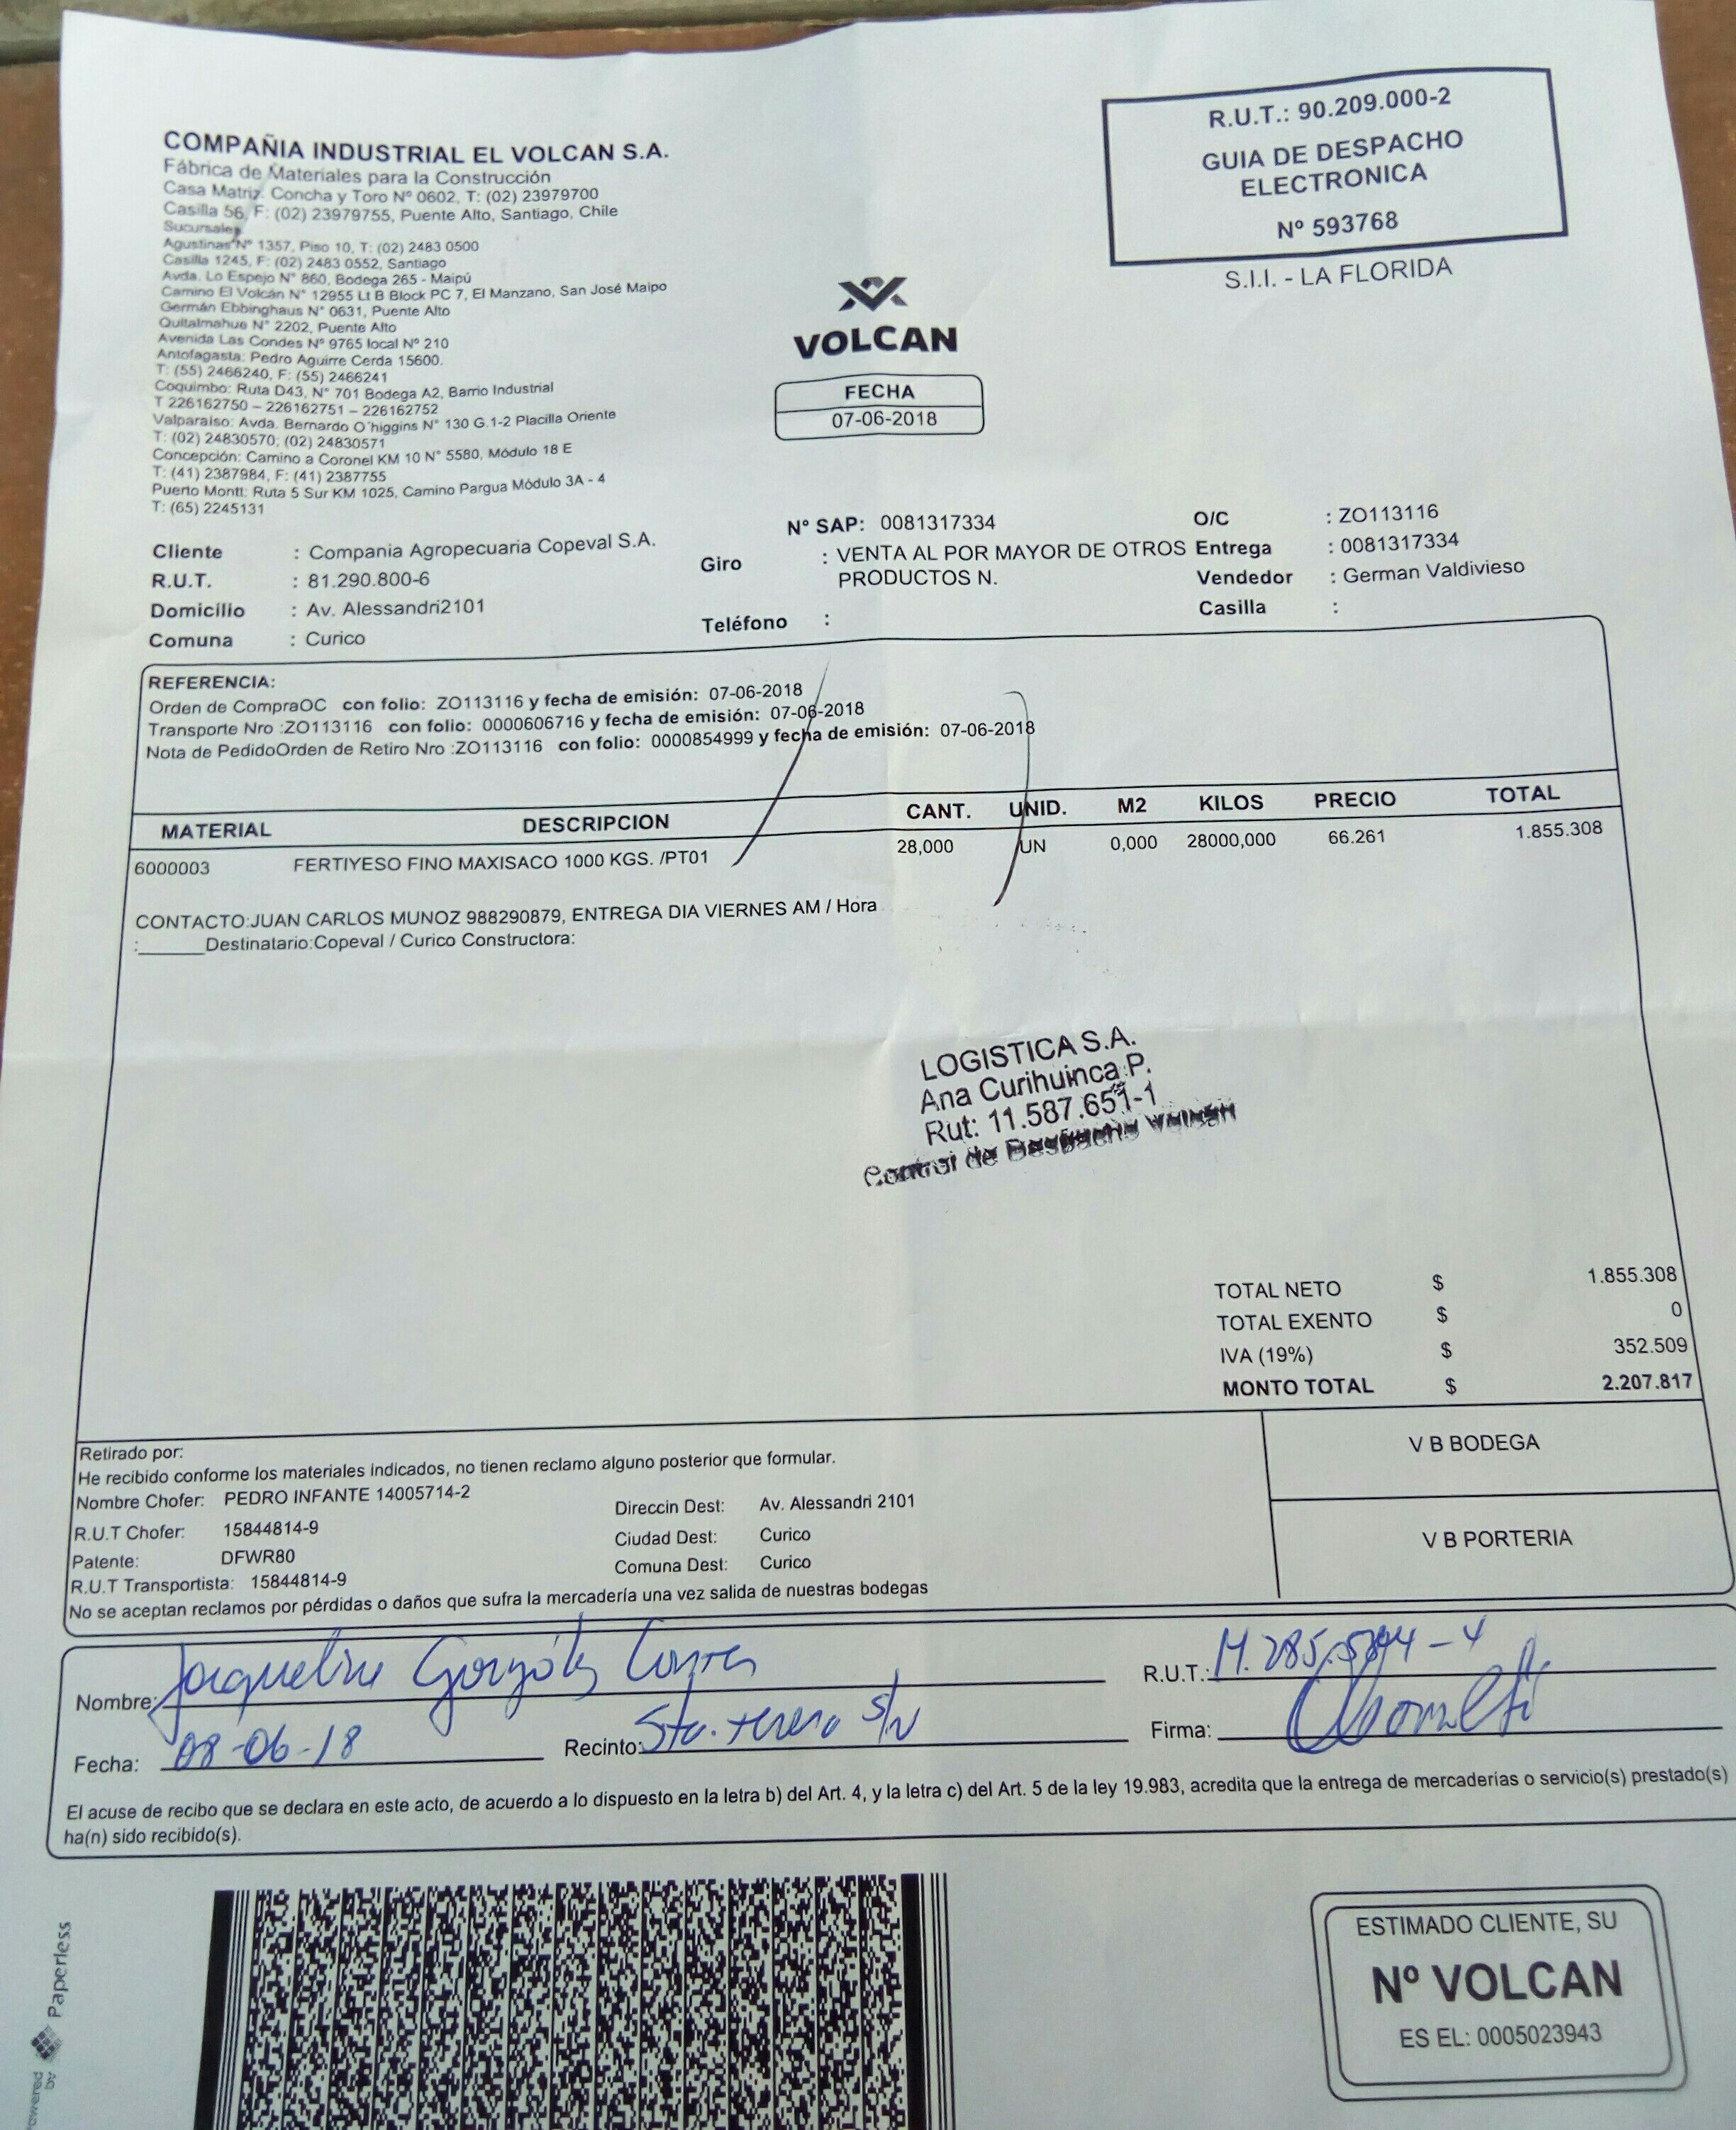 COMPAÑIA INDUSTRIAL EL VOLCAN S.A.
Fábrica de Materiales para la Construcción
Casa Matriz: Concha y Toro Nº 0602, T: (02) 23979700
Casilla 56, F: (02) 23979755, Puente Alto, Santiago, Chile
Sucursales
Agustinas Nº 1357, Piso 10, T: (02) 2483 0500
Casilla 1245, F: (02) 2483 0552, Santiago
Avda. Lo Espejo N° 860, Bodega 265 - Maipú
Camino El Volcán N° 12955 Lt B Block PC 7, El Manzano, San José Maipo
Germán Ebbinghaus N° 0631, Puente Alto
Quitalmahue N° 2202, Puente Alto
Avenida Las Condes Nº 9765 local Nº 210
Antofagasta: Pedro Aguirre Cerda 15600.
T: (55) 2466240, F: (55) 2466241
Coquimbo: Ruta D43, N° 701 Bodega A2, Barrio Industrial
T 226162750 – 226162751 – 226162752
Valparaiso: Avda. Bernardo O´higgins N° 130 G.1-2 Placilla Oriente
T: (02) 24830570; (02) 24830571
Concepción: Camino a Coronel KM 10 N° 5580, Módulo 18 E
T: (41) 2387984, F: (41) 2387755
Puerto Montt: Ruta 5 Sur KM 1025, Camino Pargua Módulo 3A - 4
T: (65) 2245131
R.U.T.: 90.209.000-2
GUIA DE DESPACHO
ELECTRONICA
Nº 593768
S.I.I. - LA FLORIDA
VOLCAN
FECHA
07-06-2018
Nº SAP: 0081317334
O/C : ZO113116
Cliente : Compania Agropecuaria Copeval S.A.
Giro : VENTA AL POR MAYOR DE OTROS PRODUCTOS N.
Entrega : 0081317334
R.U.T. : 81.290.800-6
Vendedor : German Valdivieso
Domicilio : Av. Alessandri2101
Casilla :
Comuna : Curico
Teléfono :
REFERENCIA:
Orden de CompraOC con folio: ZO113116 y fecha de emisión: 07-06-2018
Transporte Nro :ZO113116 con folio: 0000606716 y fecha de emisión: 07-06-2018
Nota de PedidoOrden de Retiro Nro :ZO113116 con folio: 0000854999 y fecha de emisión: 07-06-2018
MATERIAL DESCRIPCION CANT. UNID. M2 KILOS PRECIO TOTAL
6000003 FERTIYESO FINO MAXISACO 1000 KGS. /PT01 28,000 UN 0,000 28000,000 66.261 1.855.308
CONTACTO:JUAN CARLOS MUNOZ 988290879, ENTREGA DIA VIERNES AM / Hora
:______Destinatario:Copeval / Curico Constructora:
LOGISTICA S.A.
Ana Curihuinca P.
Rut: 11.587.651-1
Control de Despacho Volcán
TOTAL NETO $ 1.855.308
TOTAL EXENTO $ 0
IVA (19%) $ 352.509
MONTO TOTAL $ 2.207.817
Retirado por:
He recibido conforme los materiales indicados, no tienen reclamo alguno posterior que formular.
Nombre Chofer: PEDRO INFANTE 14005714-2
Direccin Dest: Av. Alessandri 2101
R.U.T Chofer: 15844814-9
Ciudad Dest: Curico
Patente: DFWR80
Comuna Dest: Curico
R.U.T Transportista: 15844814-9
No se aceptan reclamos por pérdidas o daños que sufra la mercadería una vez salida de nuestras bodegas
V B BODEGA
V B PORTERIA
Nombre: Jaqueline González
R.U.T.:
Fecha: 08-06-18
Recinto: Sta. teresa S/N
Firma:
El acuse de recibo que se declara en este acto, de acuerdo a lo dispuesto en la letra b) del Art. 4, y la letra c) del Art. 5 de la ley 19.983, acredita que la entrega de mercaderías o servicio(s) prestado(s)
ha(n) sido recibido(s).
Powered by Paperless
ESTIMADO CLIENTE, SU
Nº VOLCAN
ES EL: 0005023943